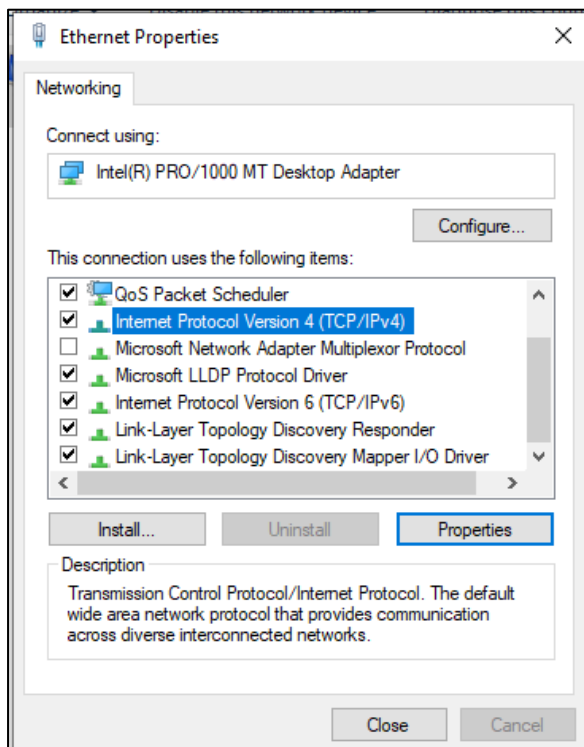 Ethernet Properties
Networking
Connect using:
Intel(R) PRO/1000 MT Desktop Adapter
Configure...
This connection uses the following items:
QoS Packet Scheduler
Internet Protocol Version 4 (TCP/IPv4)
Microsoft Network Adapter Multiplexor Protocol
Microsoft LLDP Protocol Driver
Internet Protocol Version 6 (TCP/IPv6)
Link-Layer Topology Discovery Responder
Link-Layer Topology Discovery Mapper I/O Driver
Install... Uninstall Properties
Description
Transmission Control Protocol/Internet Protocol. The default
wide area network protocol that provides communication
across diverse interconnected networks.
Close Cancel